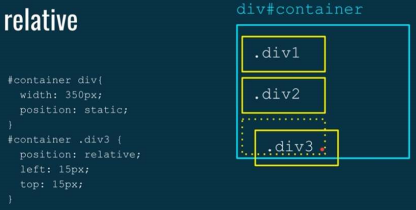 relative
#container div{
  width: 350px;
  position: static;
}
#container .div3 {
  position: relative;
  left: 15px;
  top: 15px;
}
div#container
.div1
.div2
.div3